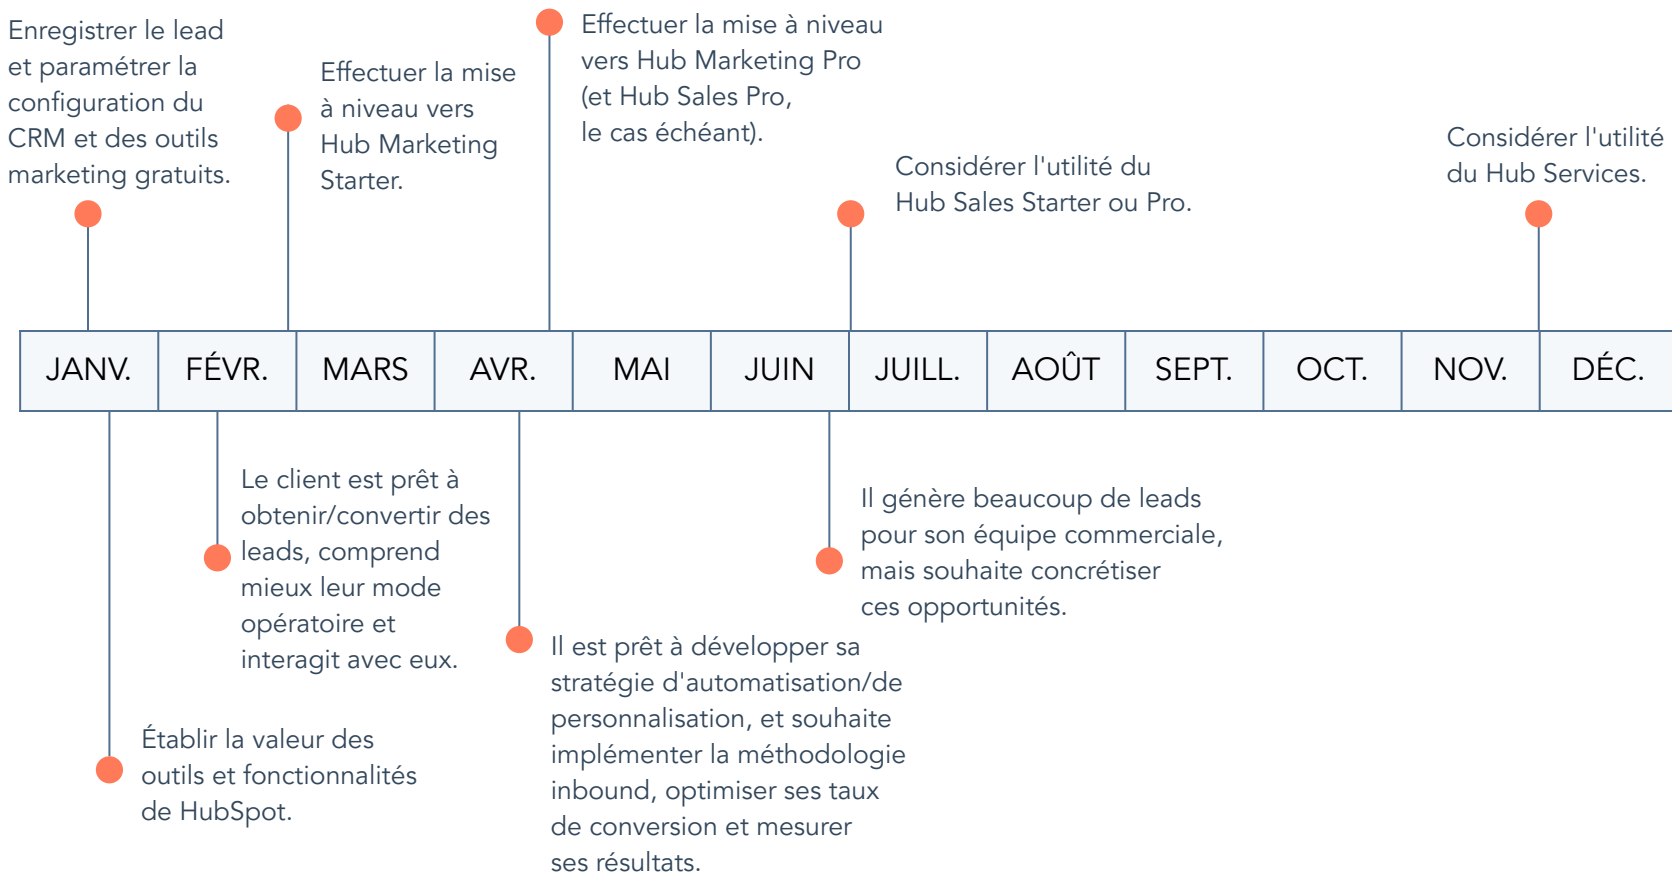 Enregistrer le lead
et paramétrer la
configuration du
CRM et des outils
marketing gratuits.
Effectuer la mise
à niveau vers
Hub Marketing
Starter.
Effectuer la mise à niveau
vers Hub Marketing Pro
(et Hub Sales Pro,
le cas échéant).
Considérer l'utilité du
Hub Sales Starter ou Pro.
Considérer l'utilité
du Hub Services.
JANV. FÉVR. MARS AVR. MAI JUIN JUILL. AOÛT SEPT. OCT. NOV. DÉC.
Établir la valeur des
outils et fonctionnalités
de HubSpot.
Le client est prêt à
obtenir/convertir des
leads, comprend
mieux leur mode
opératoire et
interagit avec eux.
Il est prêt à développer sa
stratégie d'automatisation/de
personnalisation, et souhaite
implémenter la méthodologie
inbound, optimiser ses taux
de conversion et mesurer
ses résultats.
Il génère beaucoup de leads
pour son équipe commerciale,
mais souhaite concrétiser
ces opportunités.